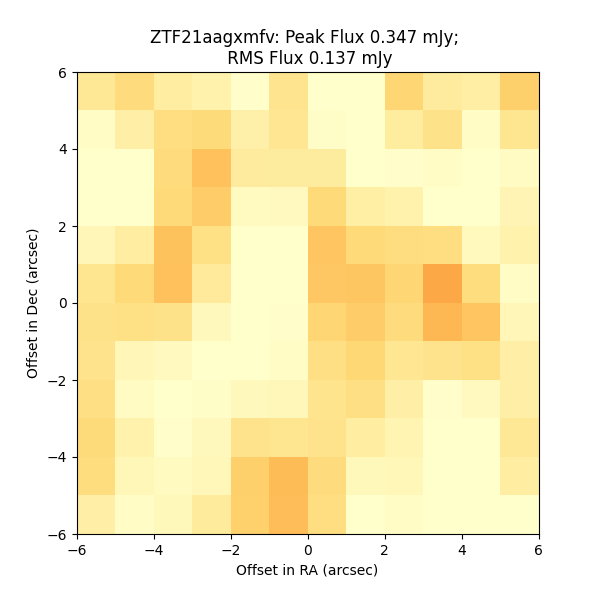 ZTF21aagxmfv: Peak Flux 0.347 mJy;
RMS Flux 0.137 mJy
6
4
2
0
−2
−4
−6
Offset in Dec (arcsec)
−6 −4 −2 0 2 4 6
Offset in RA (arcsec)